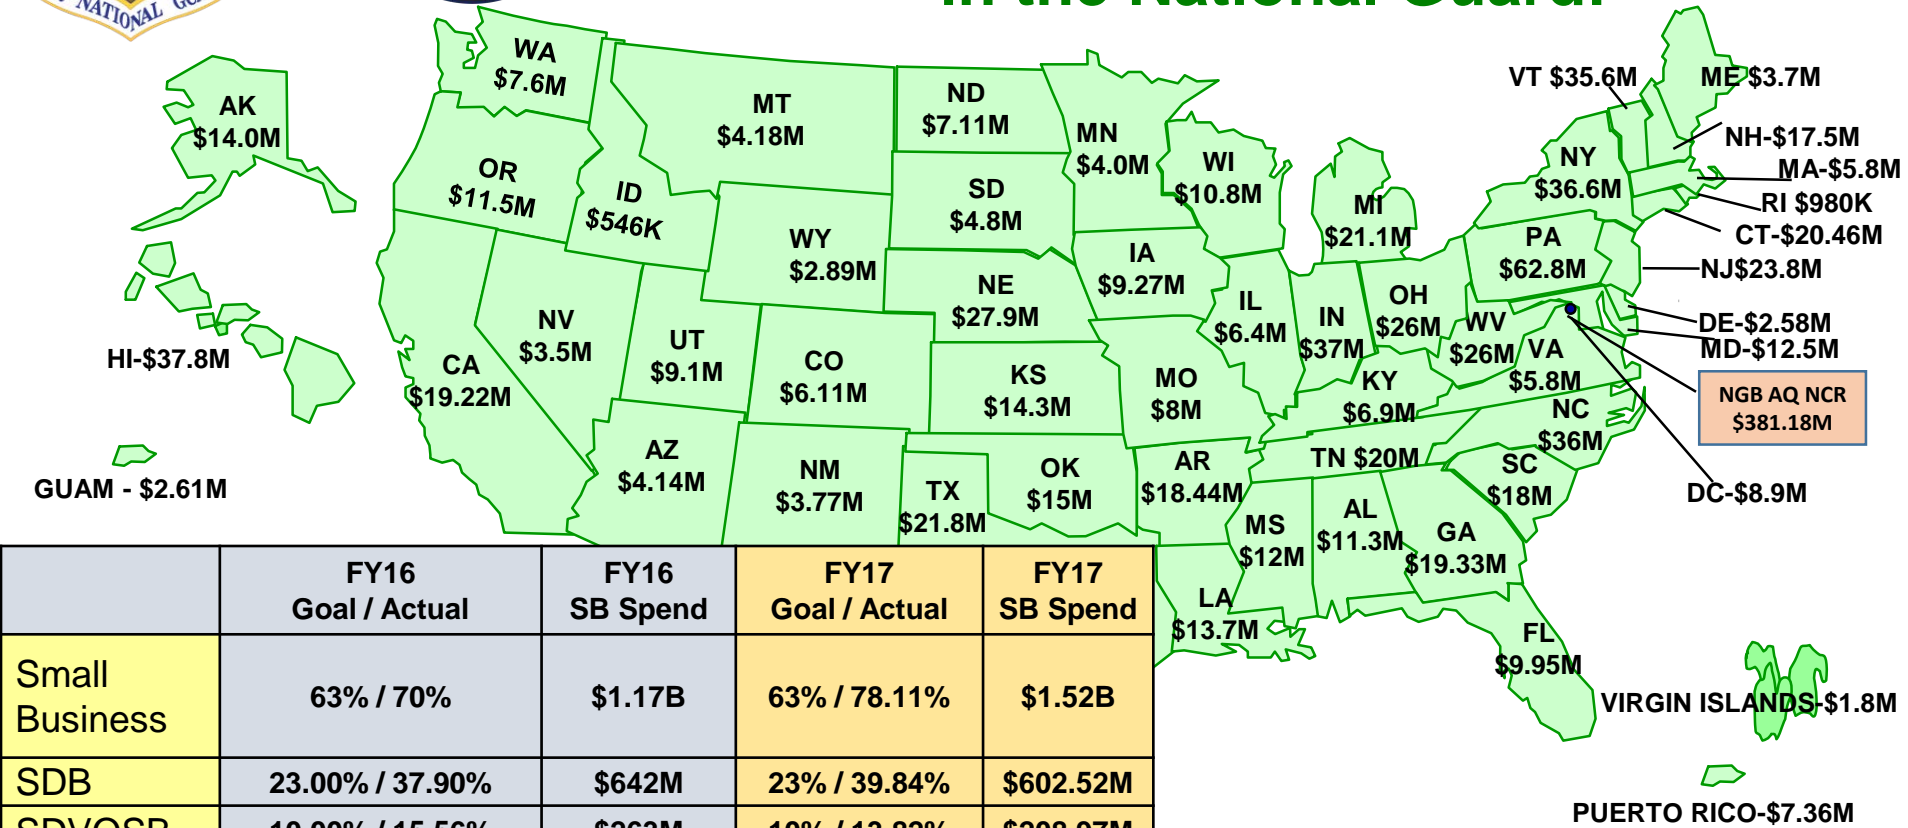 NATIONAL GU
in the National Guard.
WA
$7.6M
AK
$14.0M
MT
$4.18M
ND
$7.11M
MN
$4.0M
VT $35.6M
ME $3.7M
NH-$17.5M
MA-$5.8M
RI $980K
CT-$20.46M
NJ$23.8M
DE-$2.58M
MD-$12.5M
OR
$11.5M
ID
$546K
SD
$4.8M
WI
$10.8M
MI
$21.1M
NY
$36.6M
PA
$62.8M
WY
$2.89M
IA
$9.27M
NE
$27.9M
IL
$6.4M
IN
$37M
OH
$26M
WV
$26M
VA
$5.8M
NGB AQ NCR
$381.18M
HI-$37.8M
CA
$19.22M
NV
$3.5M
UT
$9.1M
CO
$6.11M
KS
$14.3M
MO
$8M
KY
$6.9M
NC
$36M
GUAM - $2.61M
AZ
$4.14M
NM
$3.77M
TX
$21.8M
OK
$15M
AR
$18.44M
TN $20M
SC
$18M
DC-$8.9M
MS
$12M
AL
$11.3M
GA
$19.33M
LA
$13.7M
FL
$9.95M
VIRGIN ISLANDS-$1.8M
PUERTO RICO-$7.36M
FY16
Goal / Actual
FY16
SB Spend
FY17
Goal / Actual
FY17
SB Spend
Small
Business
63% / 70%
$1.17B
63% / 78.11%
$1.52B
SDB
23.00% / 37.90%
$642M
23% / 39.84%
$602.52M